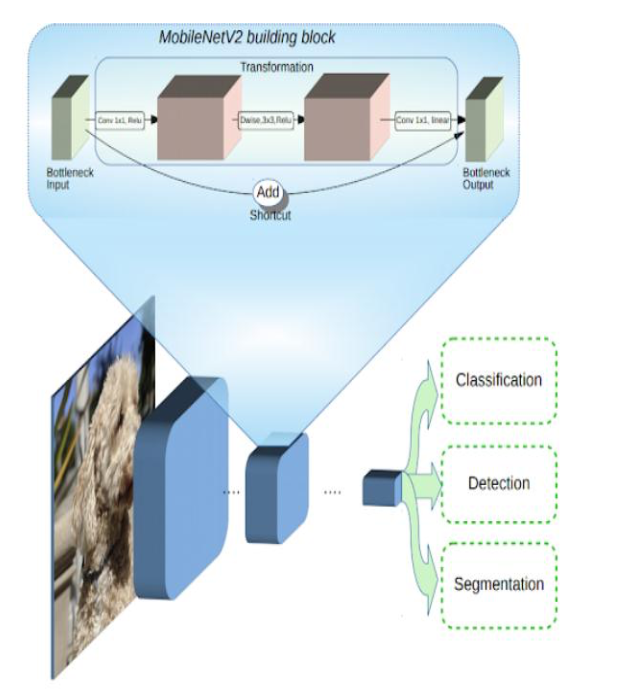 MobileNetV2 building block
Transformation
Conv 1x1, Relu
Dwise,3x3,Relu
Conv 1x1, linear
Bottleneck
Input
Bottleneck
Output
Add
Shortcut
Classification
....
....
Detection
Segmentation